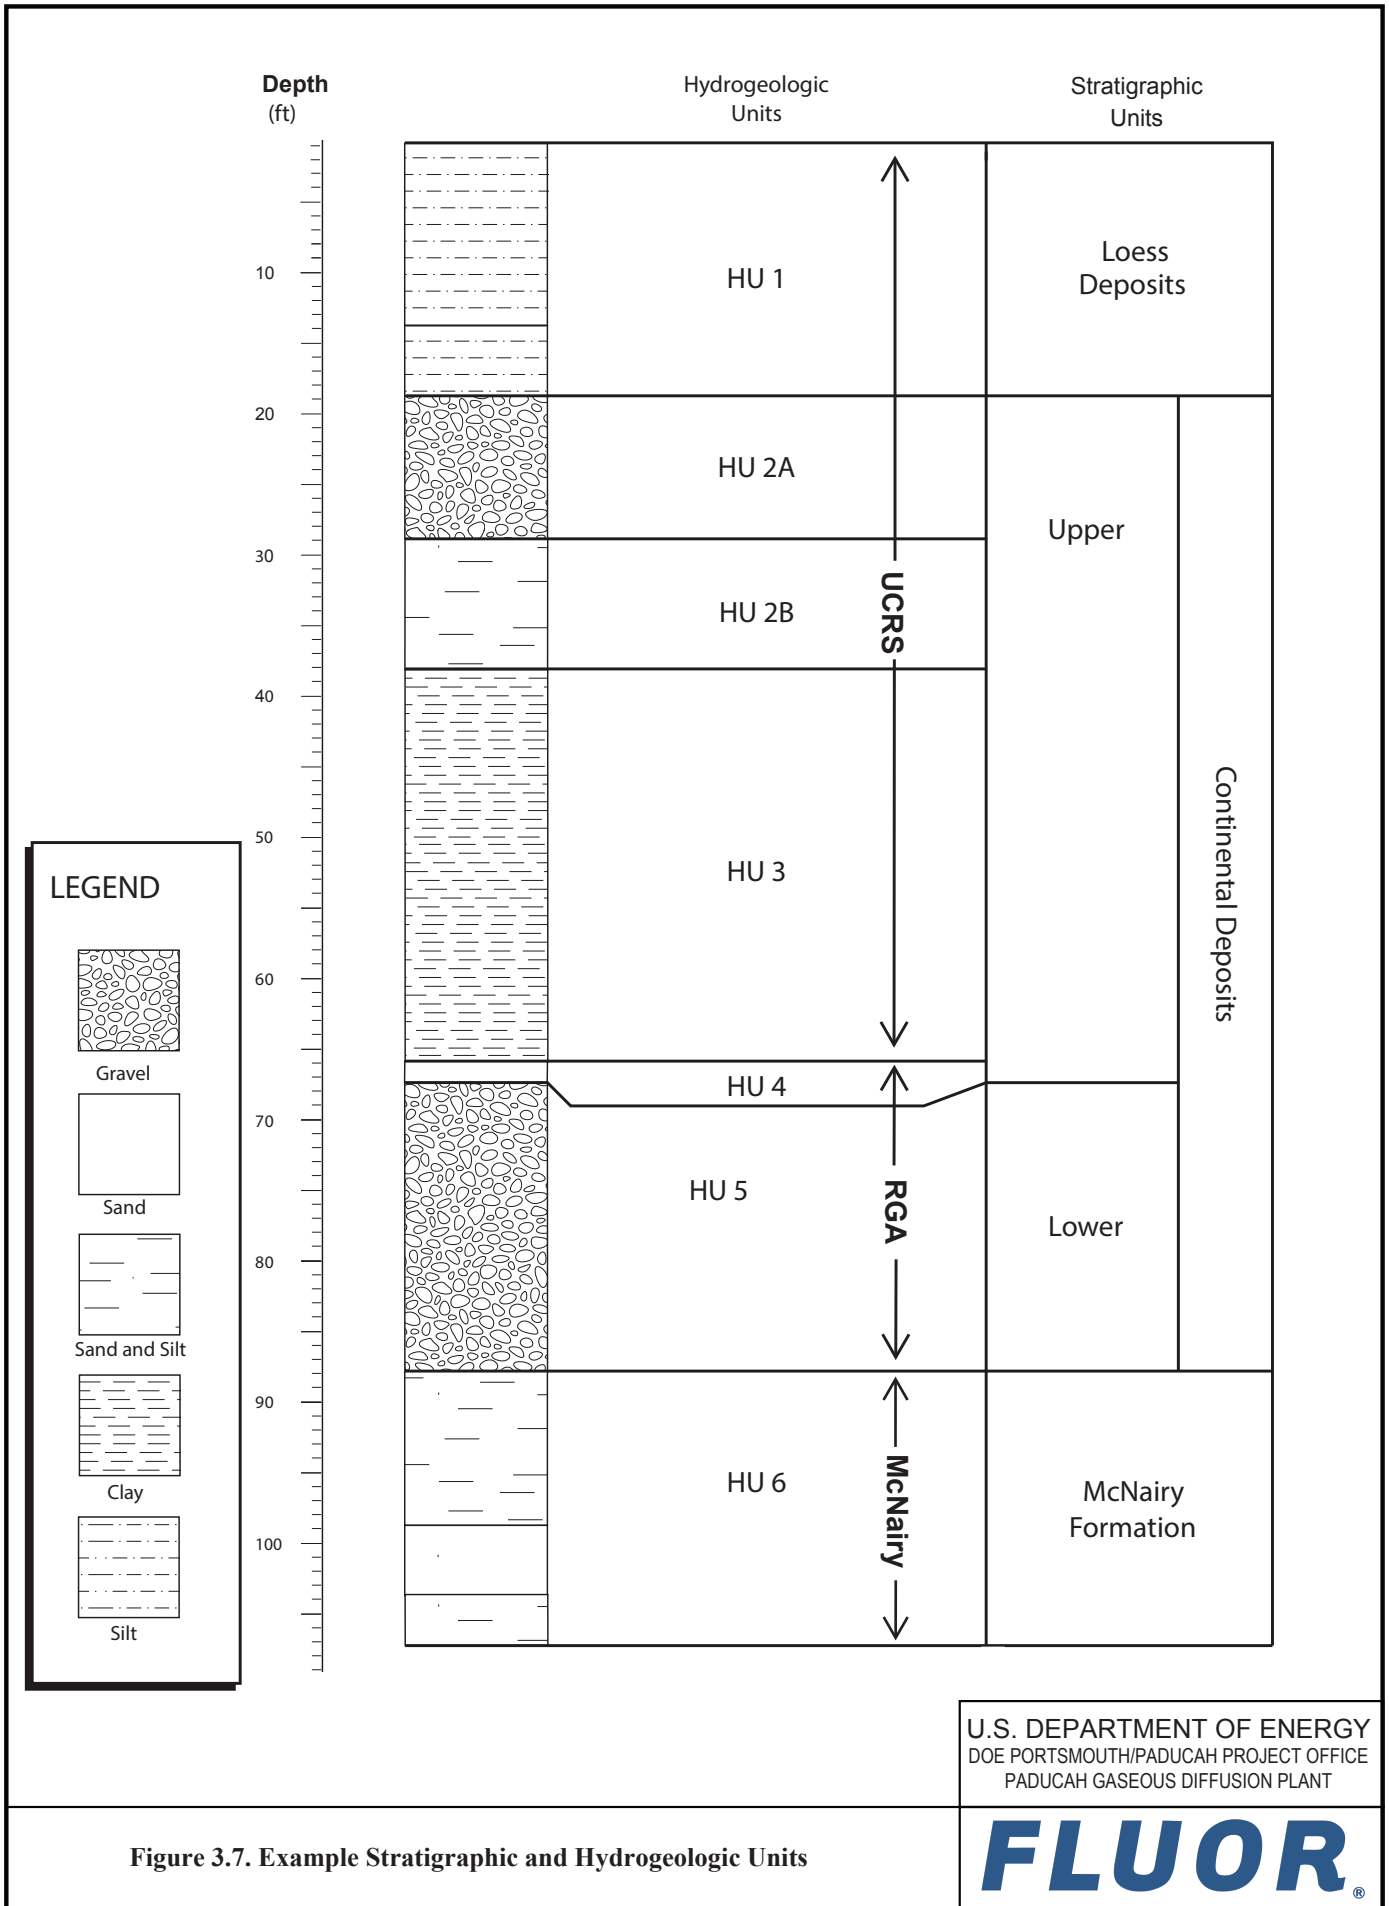 Depth
(ft)
Hydrogeologic
Units
Stratigraphic
Units
10
20
30
40
50
60
70
80
90
100
HU 1
HU 2A
HU 2B
HU 3
HU 4
HU 5
HU 6
UCRS
RGA
McNairy
Loess
Deposits
Upper
Lower
Continental Deposits
McNairy
Formation
LEGEND
Gravel
Sand
Sand and Silt
Clay
Silt
U.S. DEPARTMENT OF ENERGY
DOE PORTSMOUTH/PADUCAH PROJECT OFFICE
PADUCAH GASEOUS DIFFUSION PLANT
FLUOR®
Figure 3.7. Example Stratigraphic and Hydrogeologic Units